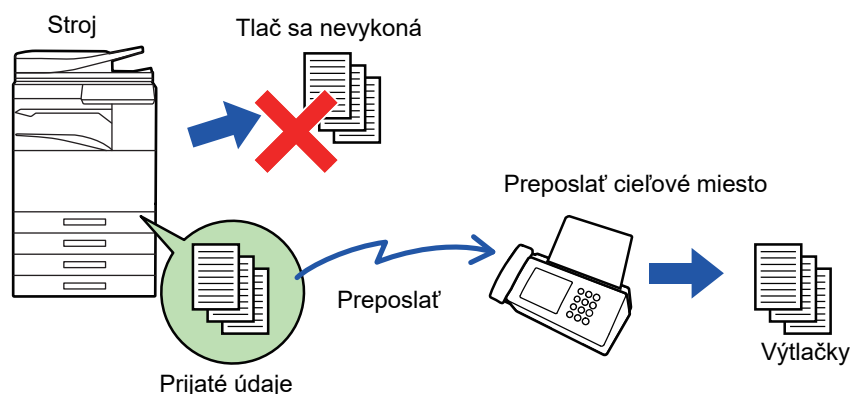 Stroj
Tlač sa nevykoná
Preposlať cieľové miesto
Preposlať
Výtlačky
Prijaté údaje